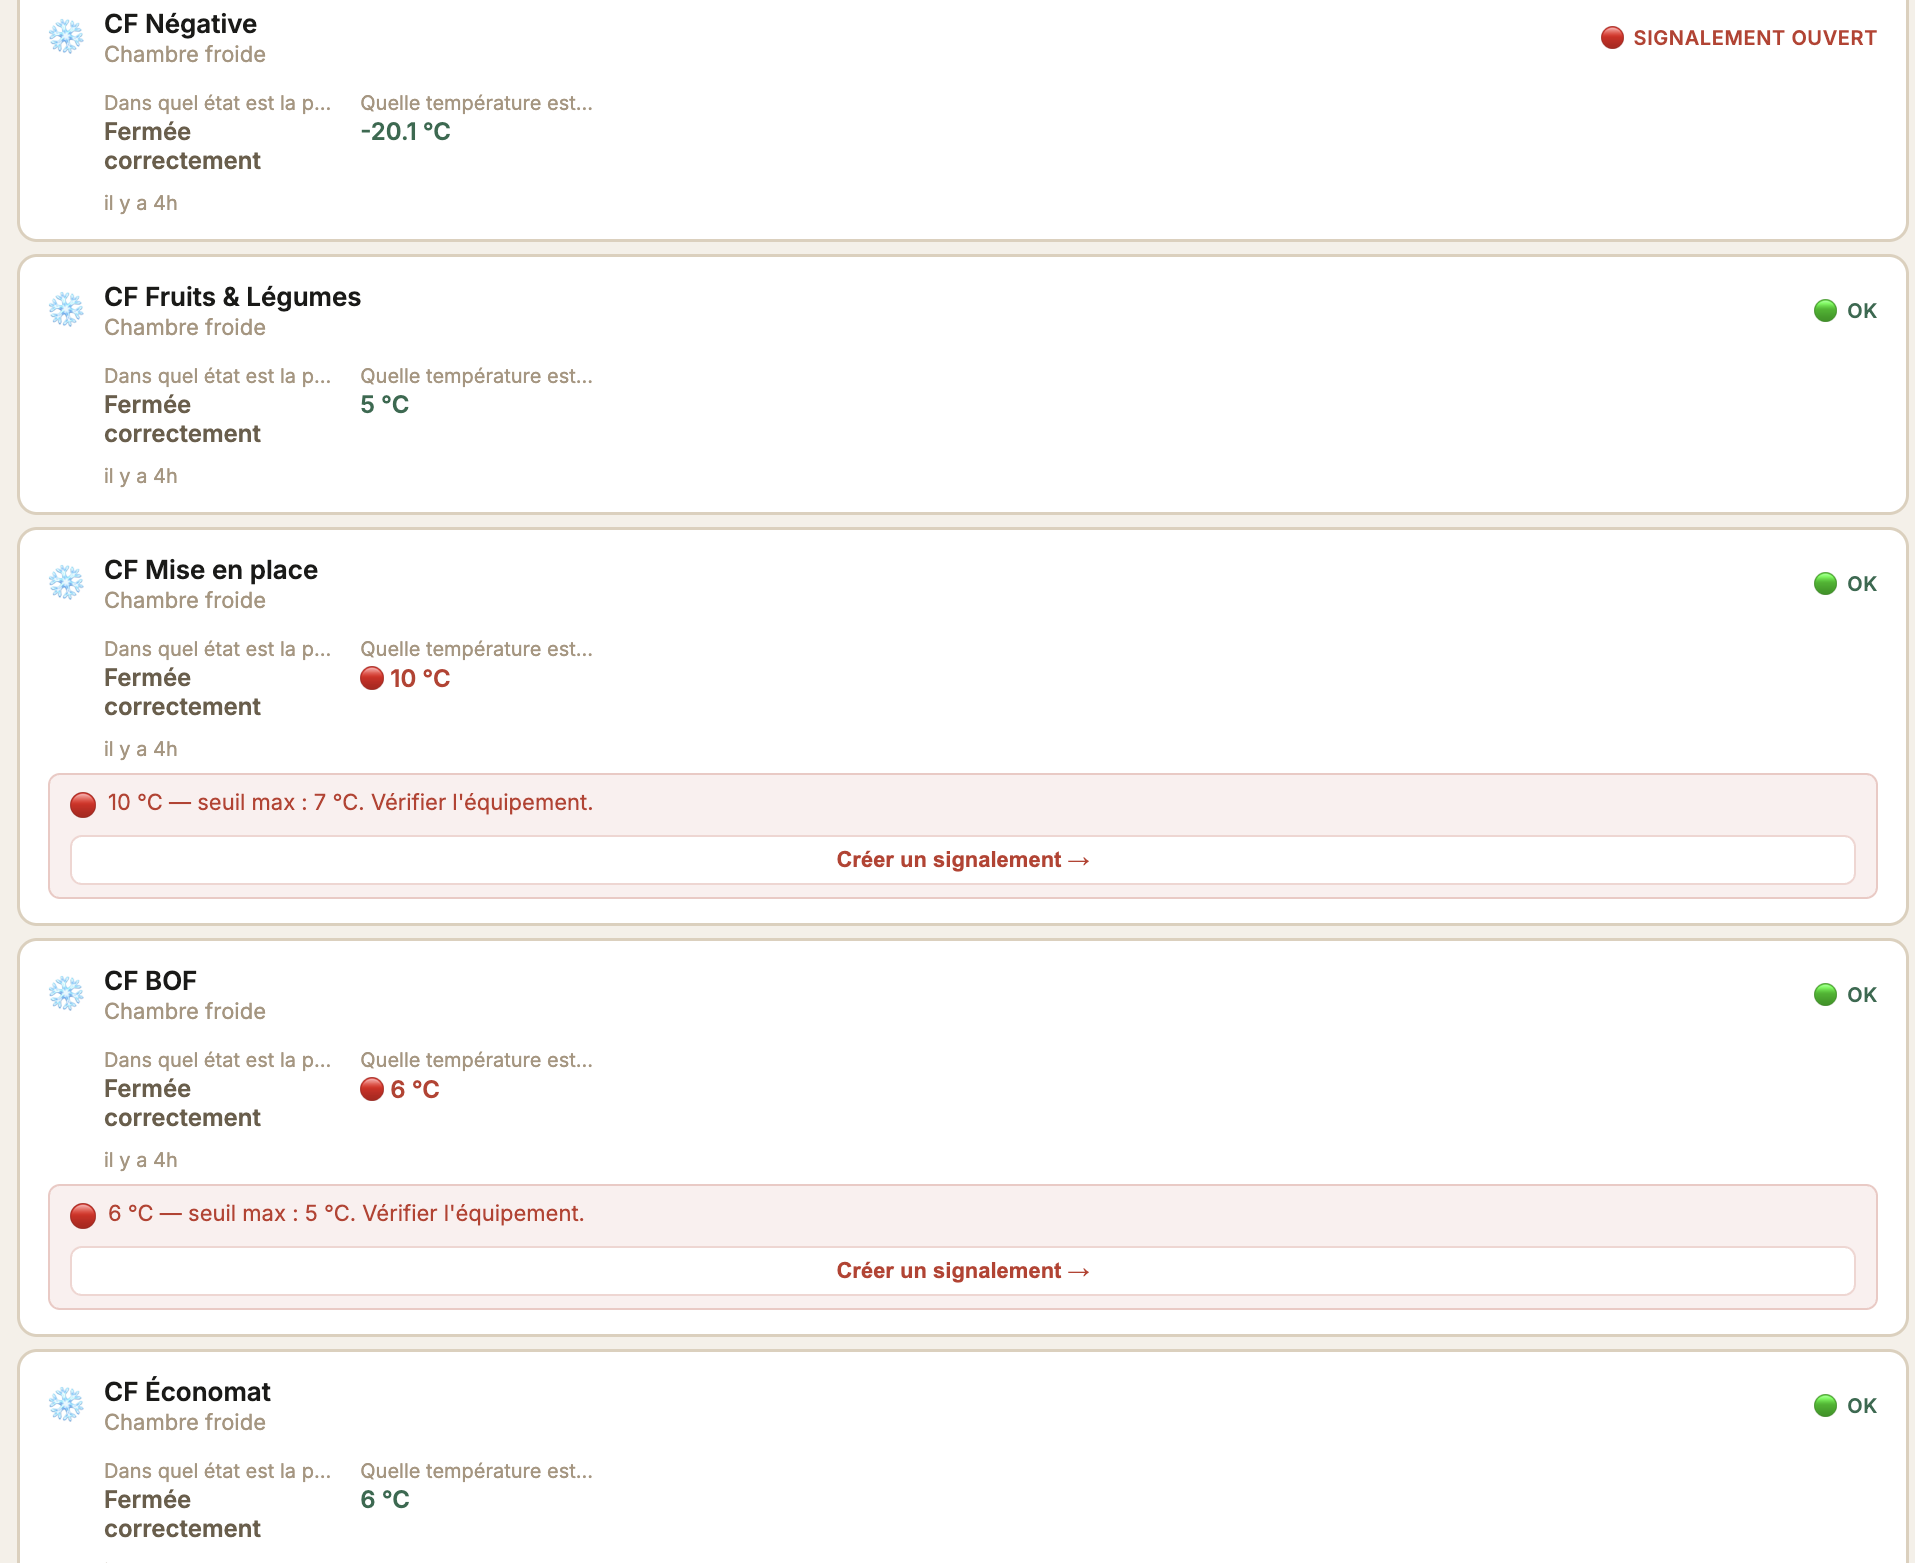 CF Négative
Chambre froide
SIGNALEMENT OUVERT
Dans quel état est la p...
Quelle température est...
Fermée
correctement
-20.1 °C
il y a 4h
CF Fruits & Légumes
Chambre froide
OK
Dans quel état est la p...
Quelle température est...
Fermée
correctement
5 °C
il y a 4h
CF Mise en place
Chambre froide
OK
Dans quel état est la p...
Quelle température est...
Fermée
correctement
10 °C
il y a 4h
10 °C — seuil max : 7 °C. Vérifier l'équipement.
Créer un signalement →
CF BOF
Chambre froide
OK
Dans quel état est la p...
Quelle température est...
Fermée
correctement
6 °C
il y a 4h
6 °C — seuil max : 5 °C. Vérifier l'équipement.
Créer un signalement →
CF Économat
Chambre froide
OK
Dans quel état est la p...
Quelle température est...
Fermée
correctement
6 °C